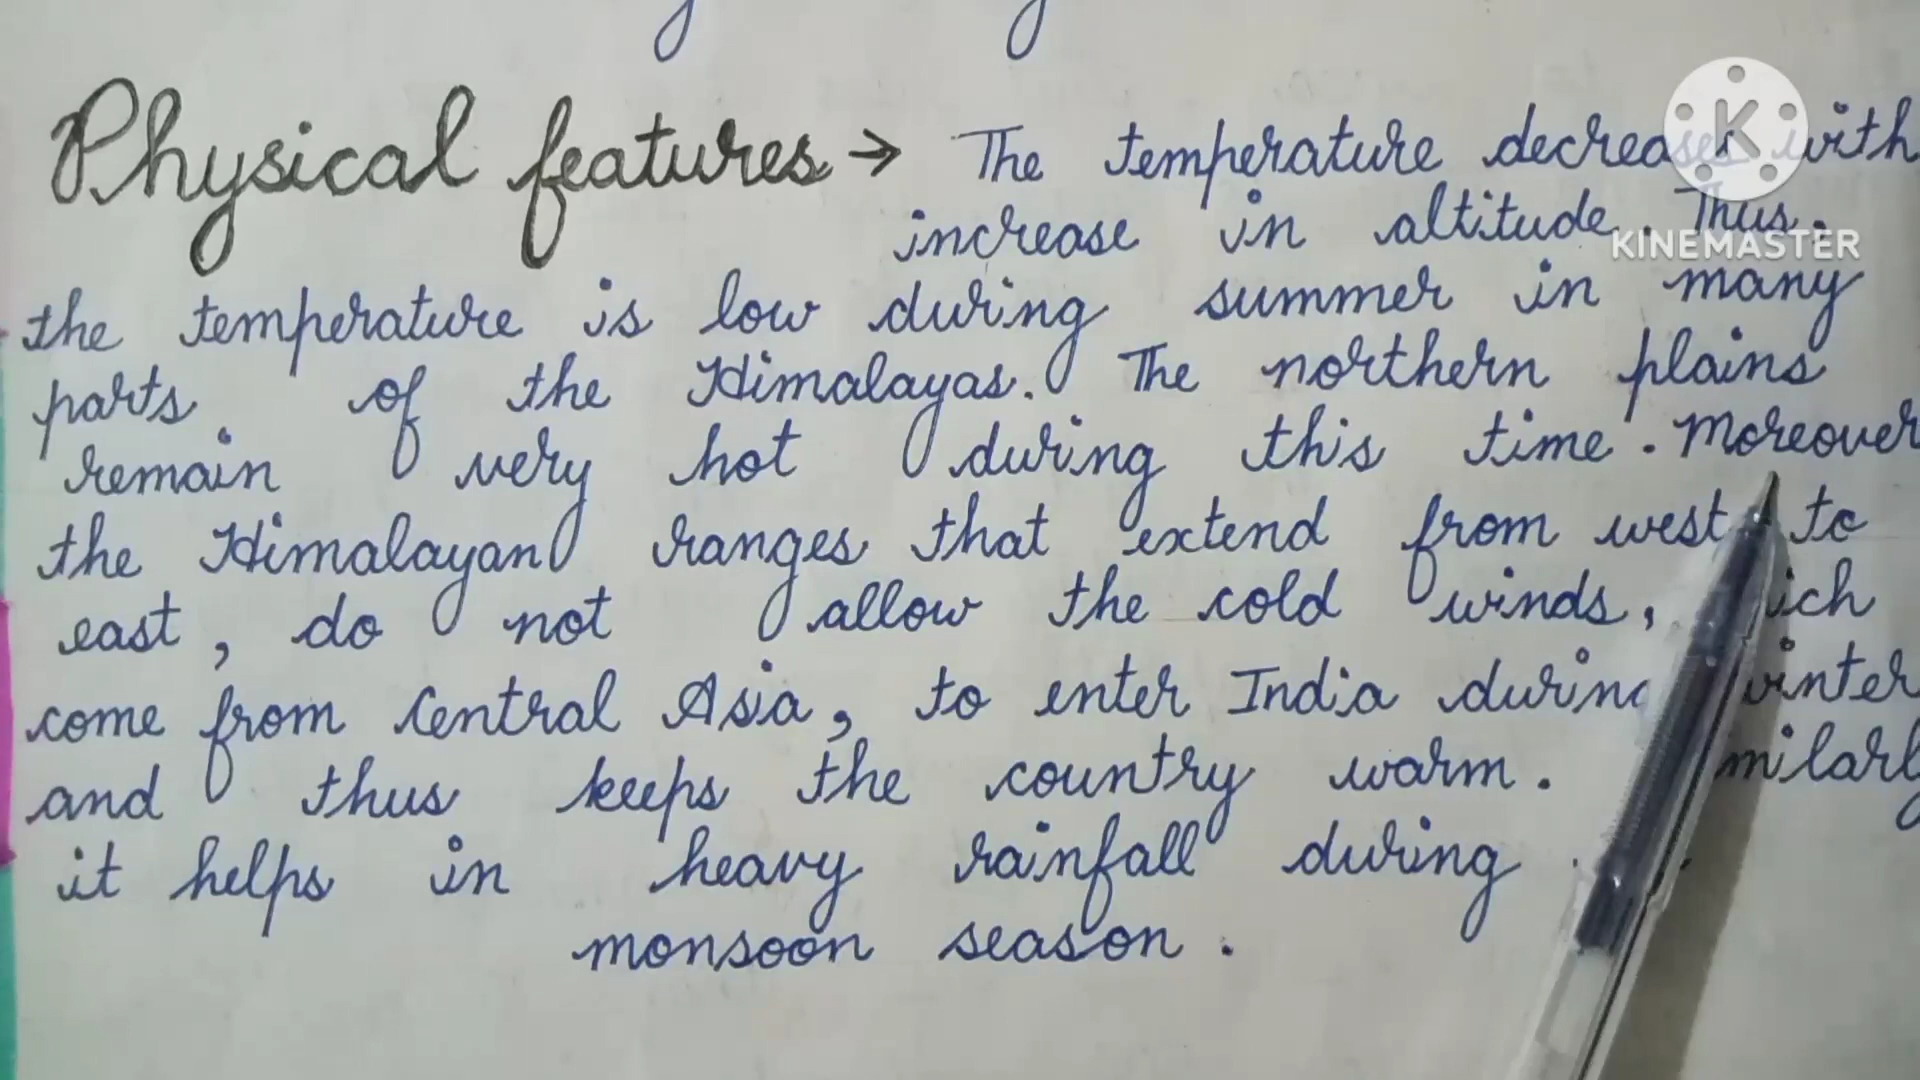 Physical features → The temperature decreases with
increase in altitude. Thus.
the temperature is low during summer in many
parts of the Himalayas. The northern plains
remain very hot during this time. Moreover
the Himalayan ranges that extend from west to
east, do not allow the cold winds, ich
come from Central Asia, to enter India durin winter
and thus keeps the country warm. milarly
it helps in heavy rainfall during
monsoon season.
K
KINEMASTER